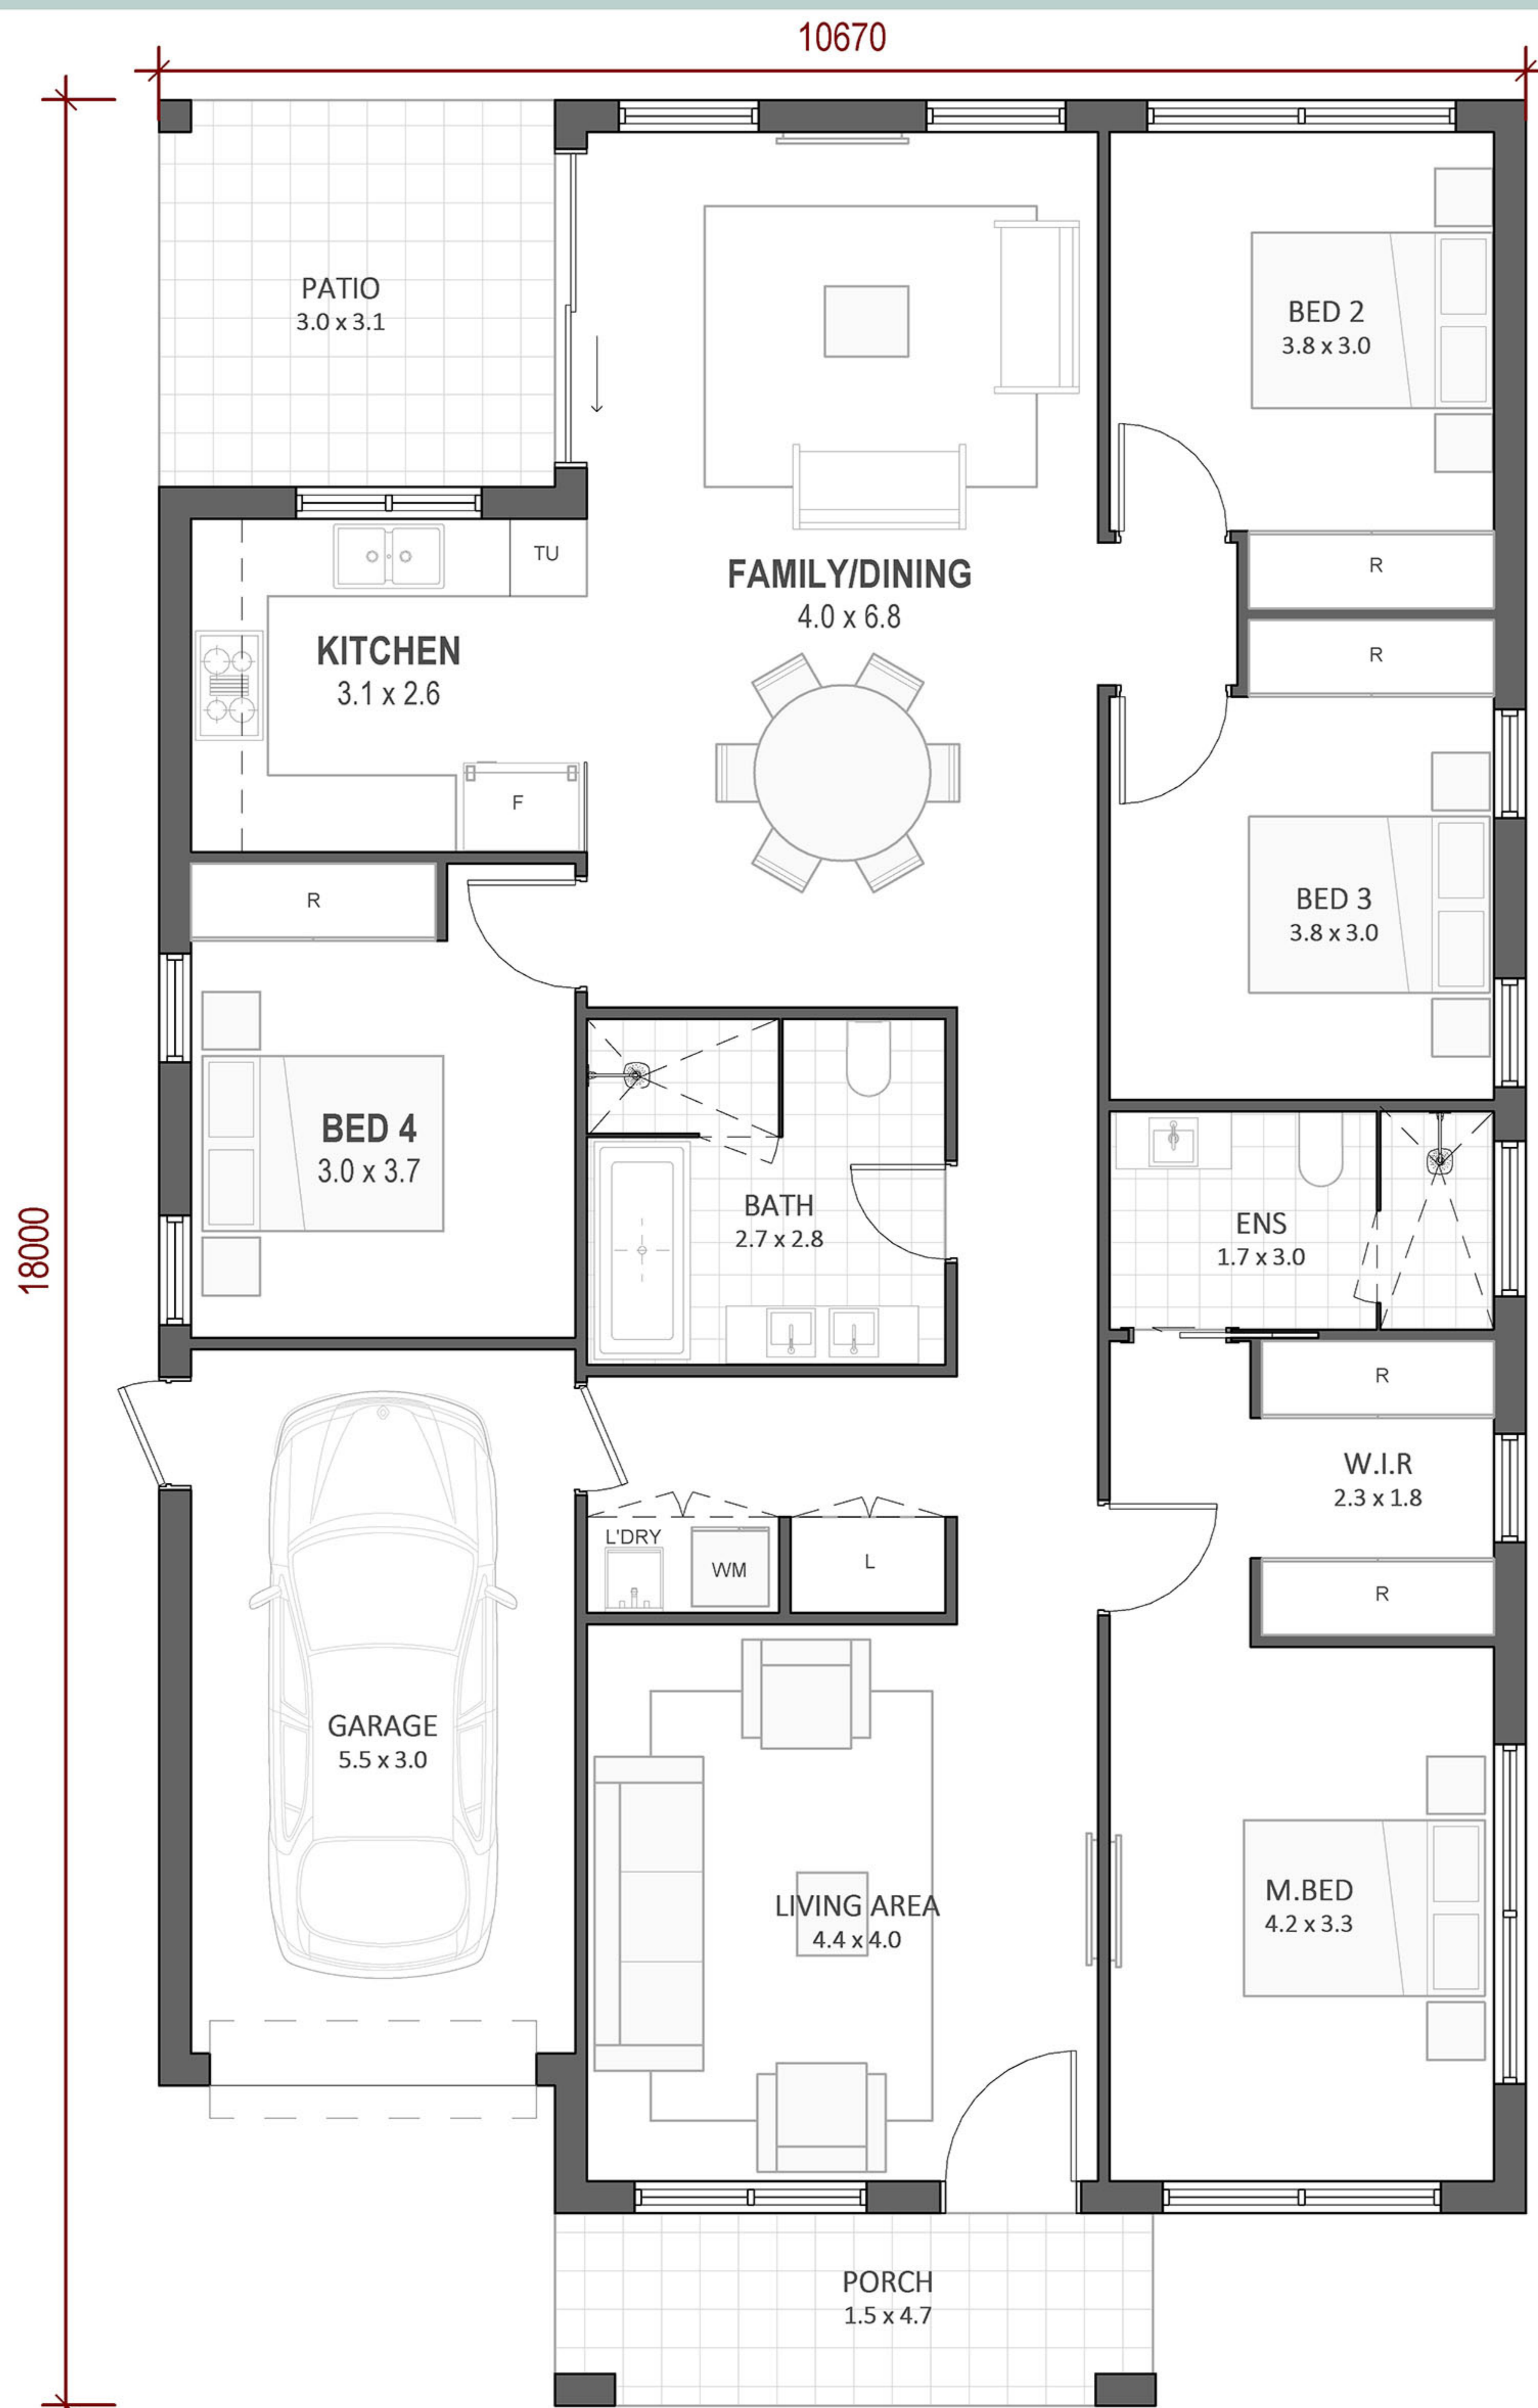 10670
18000
PATIO
3.0 x 3.1
BED 2
3.8 x 3.0
TU
FAMILY/DINING
4.0 x 6.8
R
KITCHEN
3.1 x 2.6
R
F
R
BED 3
3.8 x 3.0
BED 4
3.0 x 3.7
BATH
2.7 x 2.8
ENS
1.7 x 3.0
R
W.I.R
2.3 x 1.8
L'DRY
WM
L
R
GARAGE
5.5 x 3.0
LIVING AREA
4.4 x 4.0
M.BED
4.2 x 3.3
PORCH
1.5 x 4.7